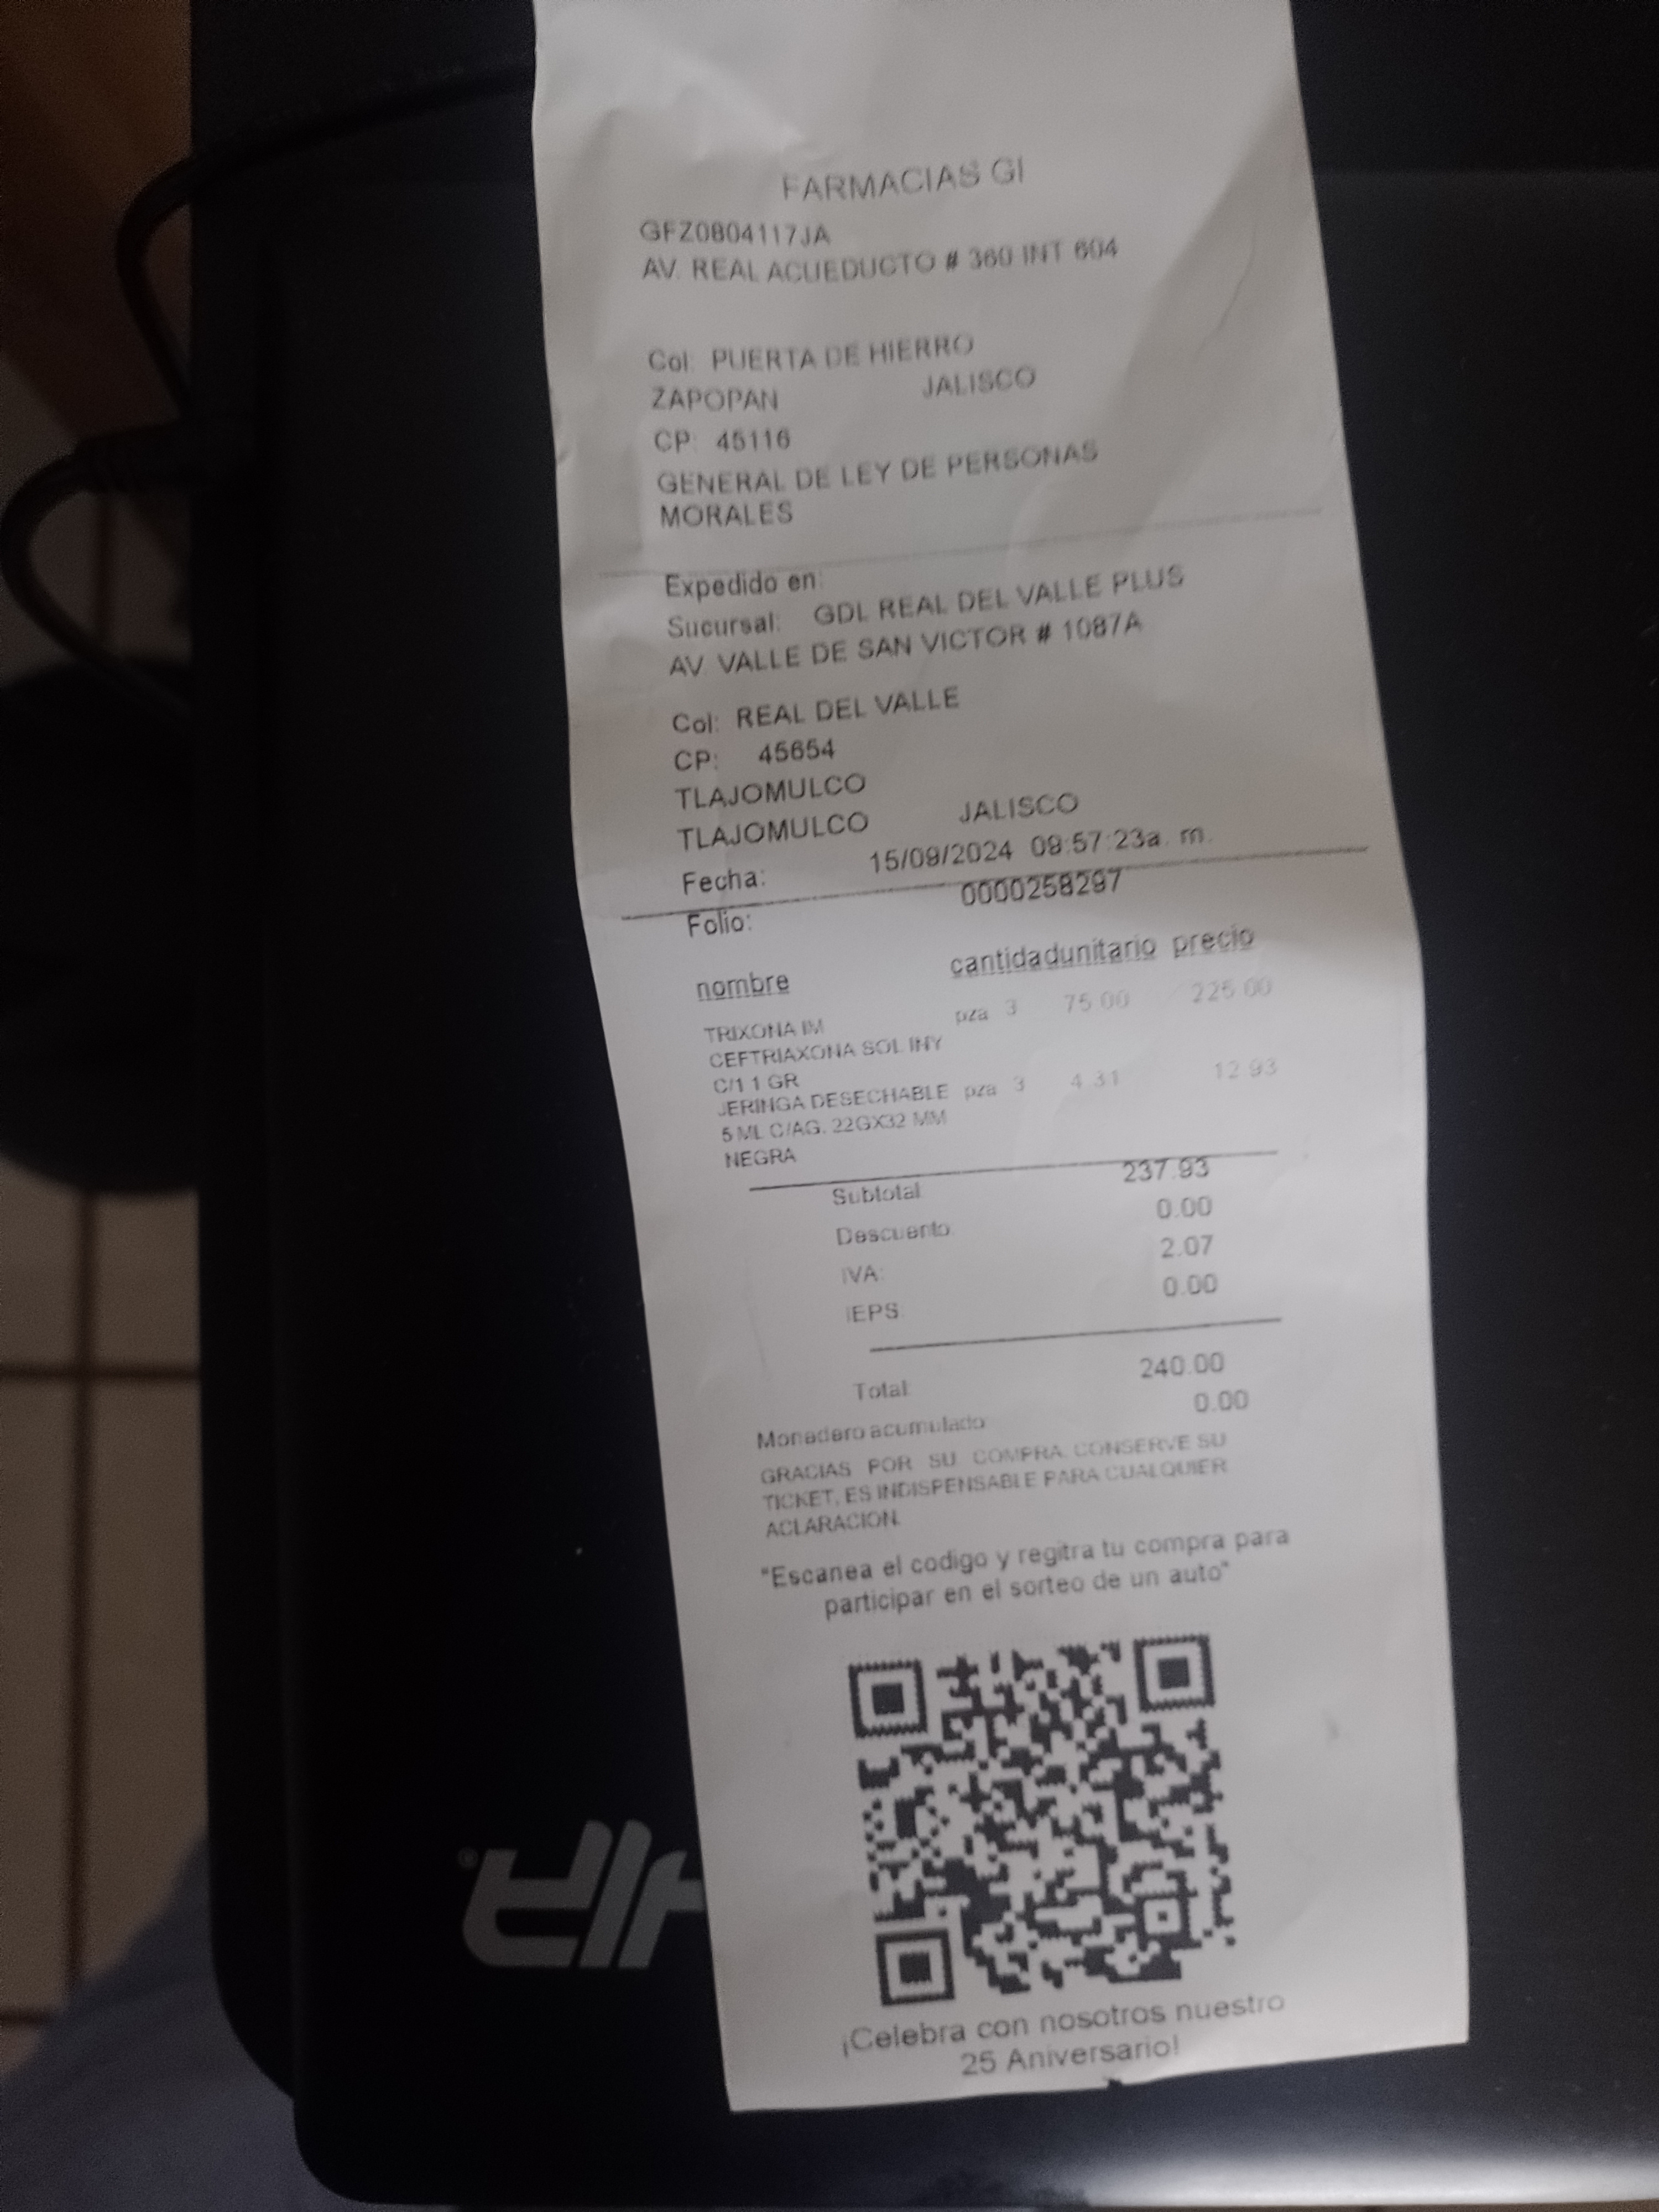 FARMACIAS GI
GFZ0804117JA
AV. REAL ACUEDUCTO # 360 INT 604
Col: PUERTA DE HIERRO
ZAPOPAN JALISCO
CP: 45116
GENERAL DE LEY DE PERSONAS
MORALES
Expedido en:
Sucursal: GDL REAL DEL VALLE PLUS
AV. VALLE DE SAN VICTOR # 1087A
Col: REAL DEL VALLE
CP: 45654
TLAJOMULCO
TLAJOMULCO JALISCO
Fecha: 15/09/2024 09:57:23a. m.
Folio: 0000258297
nombre cantidad unitario precio
TRIXONA IM pza 3 75.00 225.00
CEFTRIAXONA SOL INY
C/1 1 GR
JERINGA DESECHABLE pza 3 4.31 12.93
5 ML C/AG. 22GX32 MM
NEGRA
Subtotal: 237.93
Descuento: 0.00
IVA: 2.07
IEPS: 0.00
Total: 240.00
Monedero acumulado: 0.00
GRACIAS POR SU COMPRA. CONSERVE SU
TICKET, ES INDISPENSABLE PARA CUALQUIER
ACLARACION.
"Escanea el codigo y regitra tu compra para
participar en el sorteo de un auto"
¡Celebra con nosotros nuestro
25 Aniversario!